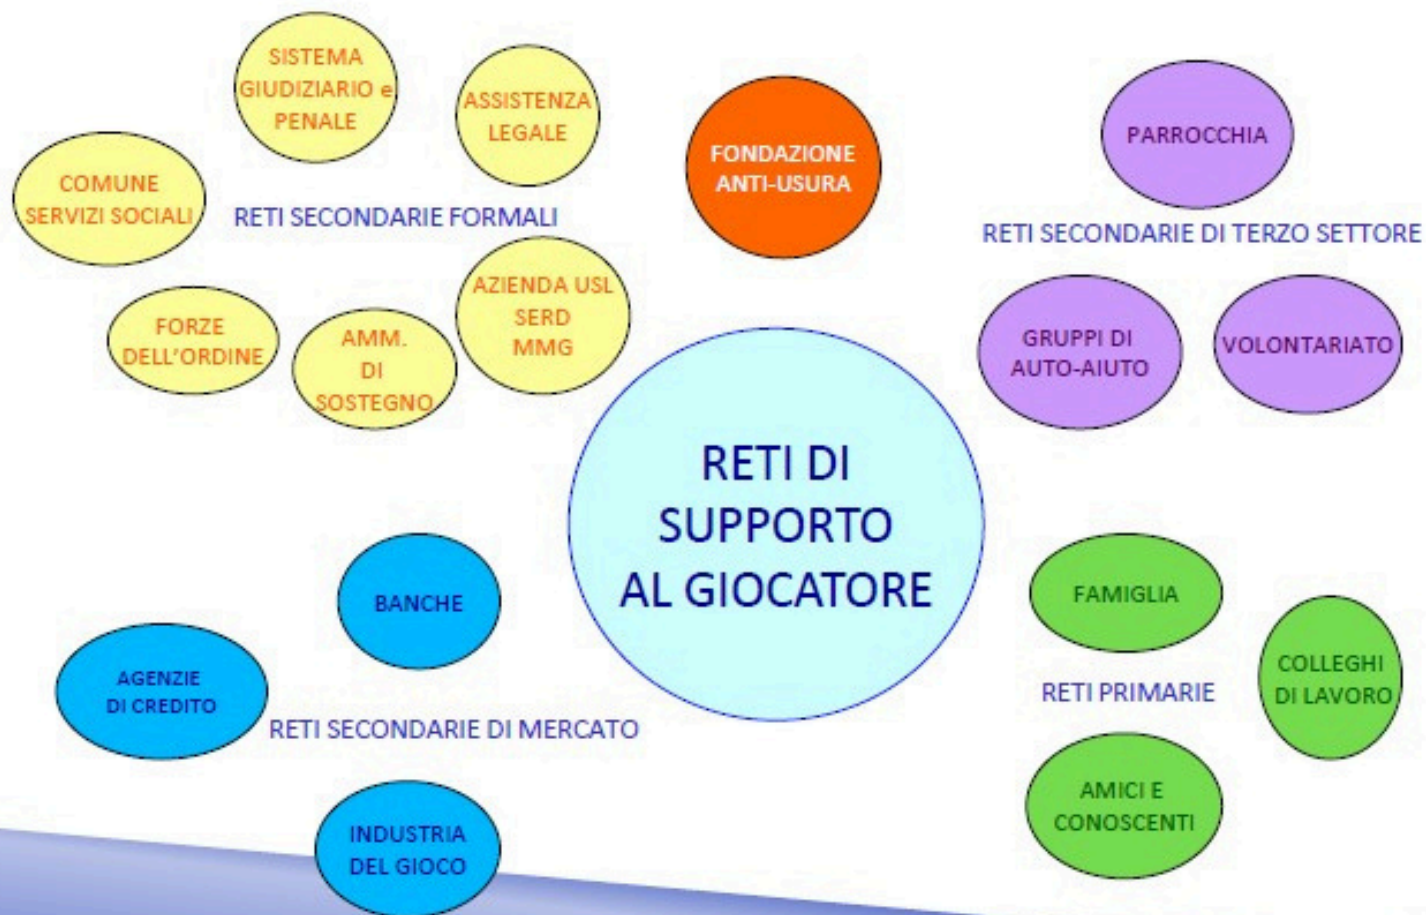 SISTEMA
GIUDIZIARIO e
PENALE
ASSISTENZA
LEGALE
COMUNE
SERVIZI SOCIALI
RETI SECONDARIE FORMALI
FORZE
DELL'ORDINE
AMM.
DI
SOSTEGNO
AZIENDA USL
SERD
MMG
FONDAZIONE
ANTI-USURA
PARROCCHIA
RETI SECONDARIE DI TERZO SETTORE
GRUPPI DI
AUTO-AIUTO
VOLONTARIATO
RETI DI
SUPPORTO
AL GIOCATORE
BANCHE
AGENZIE
DI CREDITO
RETI SECONDARIE DI MERCATO
INDUSTRIA
DEL GIOCO
FAMIGLIA
COLLEGHI
DI LAVORO
RETI PRIMARIE
AMICI E
CONOSCENTI